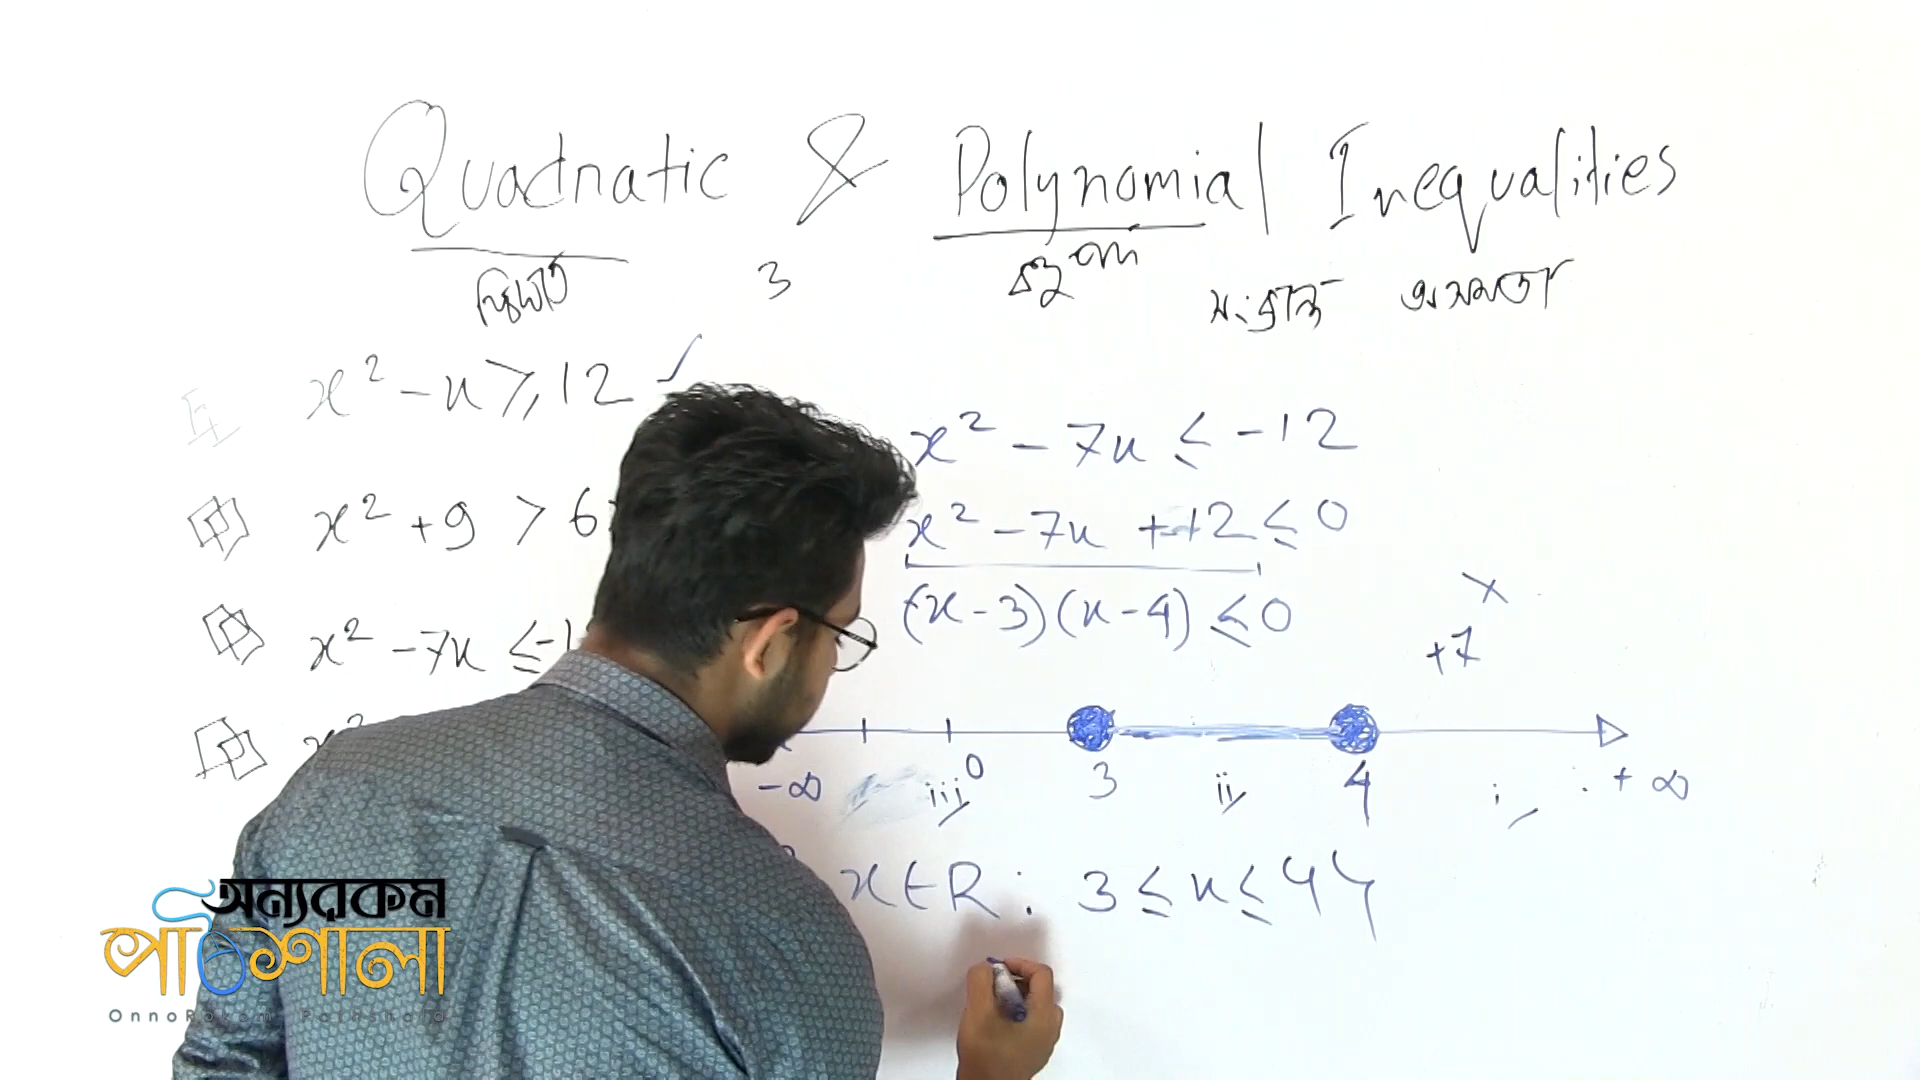 Quadratic & Polynomial Inequalities
দ্বিঘাত ও বহুপদী সংক্রান্ত অসমতা
x² - x ≥ 12 ✓
x² + 9 > 6
x² - 7x ≤ -1
x² - 7x ≤ -12
x² - 7x + 12 ≤ 0
(x - 3)(x - 4) ≤ 0
+7
-∞ iii 0 3 ii 4 i +∞
x ∈ R : 3 ≤ x ≤ 4}
অন্যরকম
পাঠশালা
OnnoRokom Pathshala